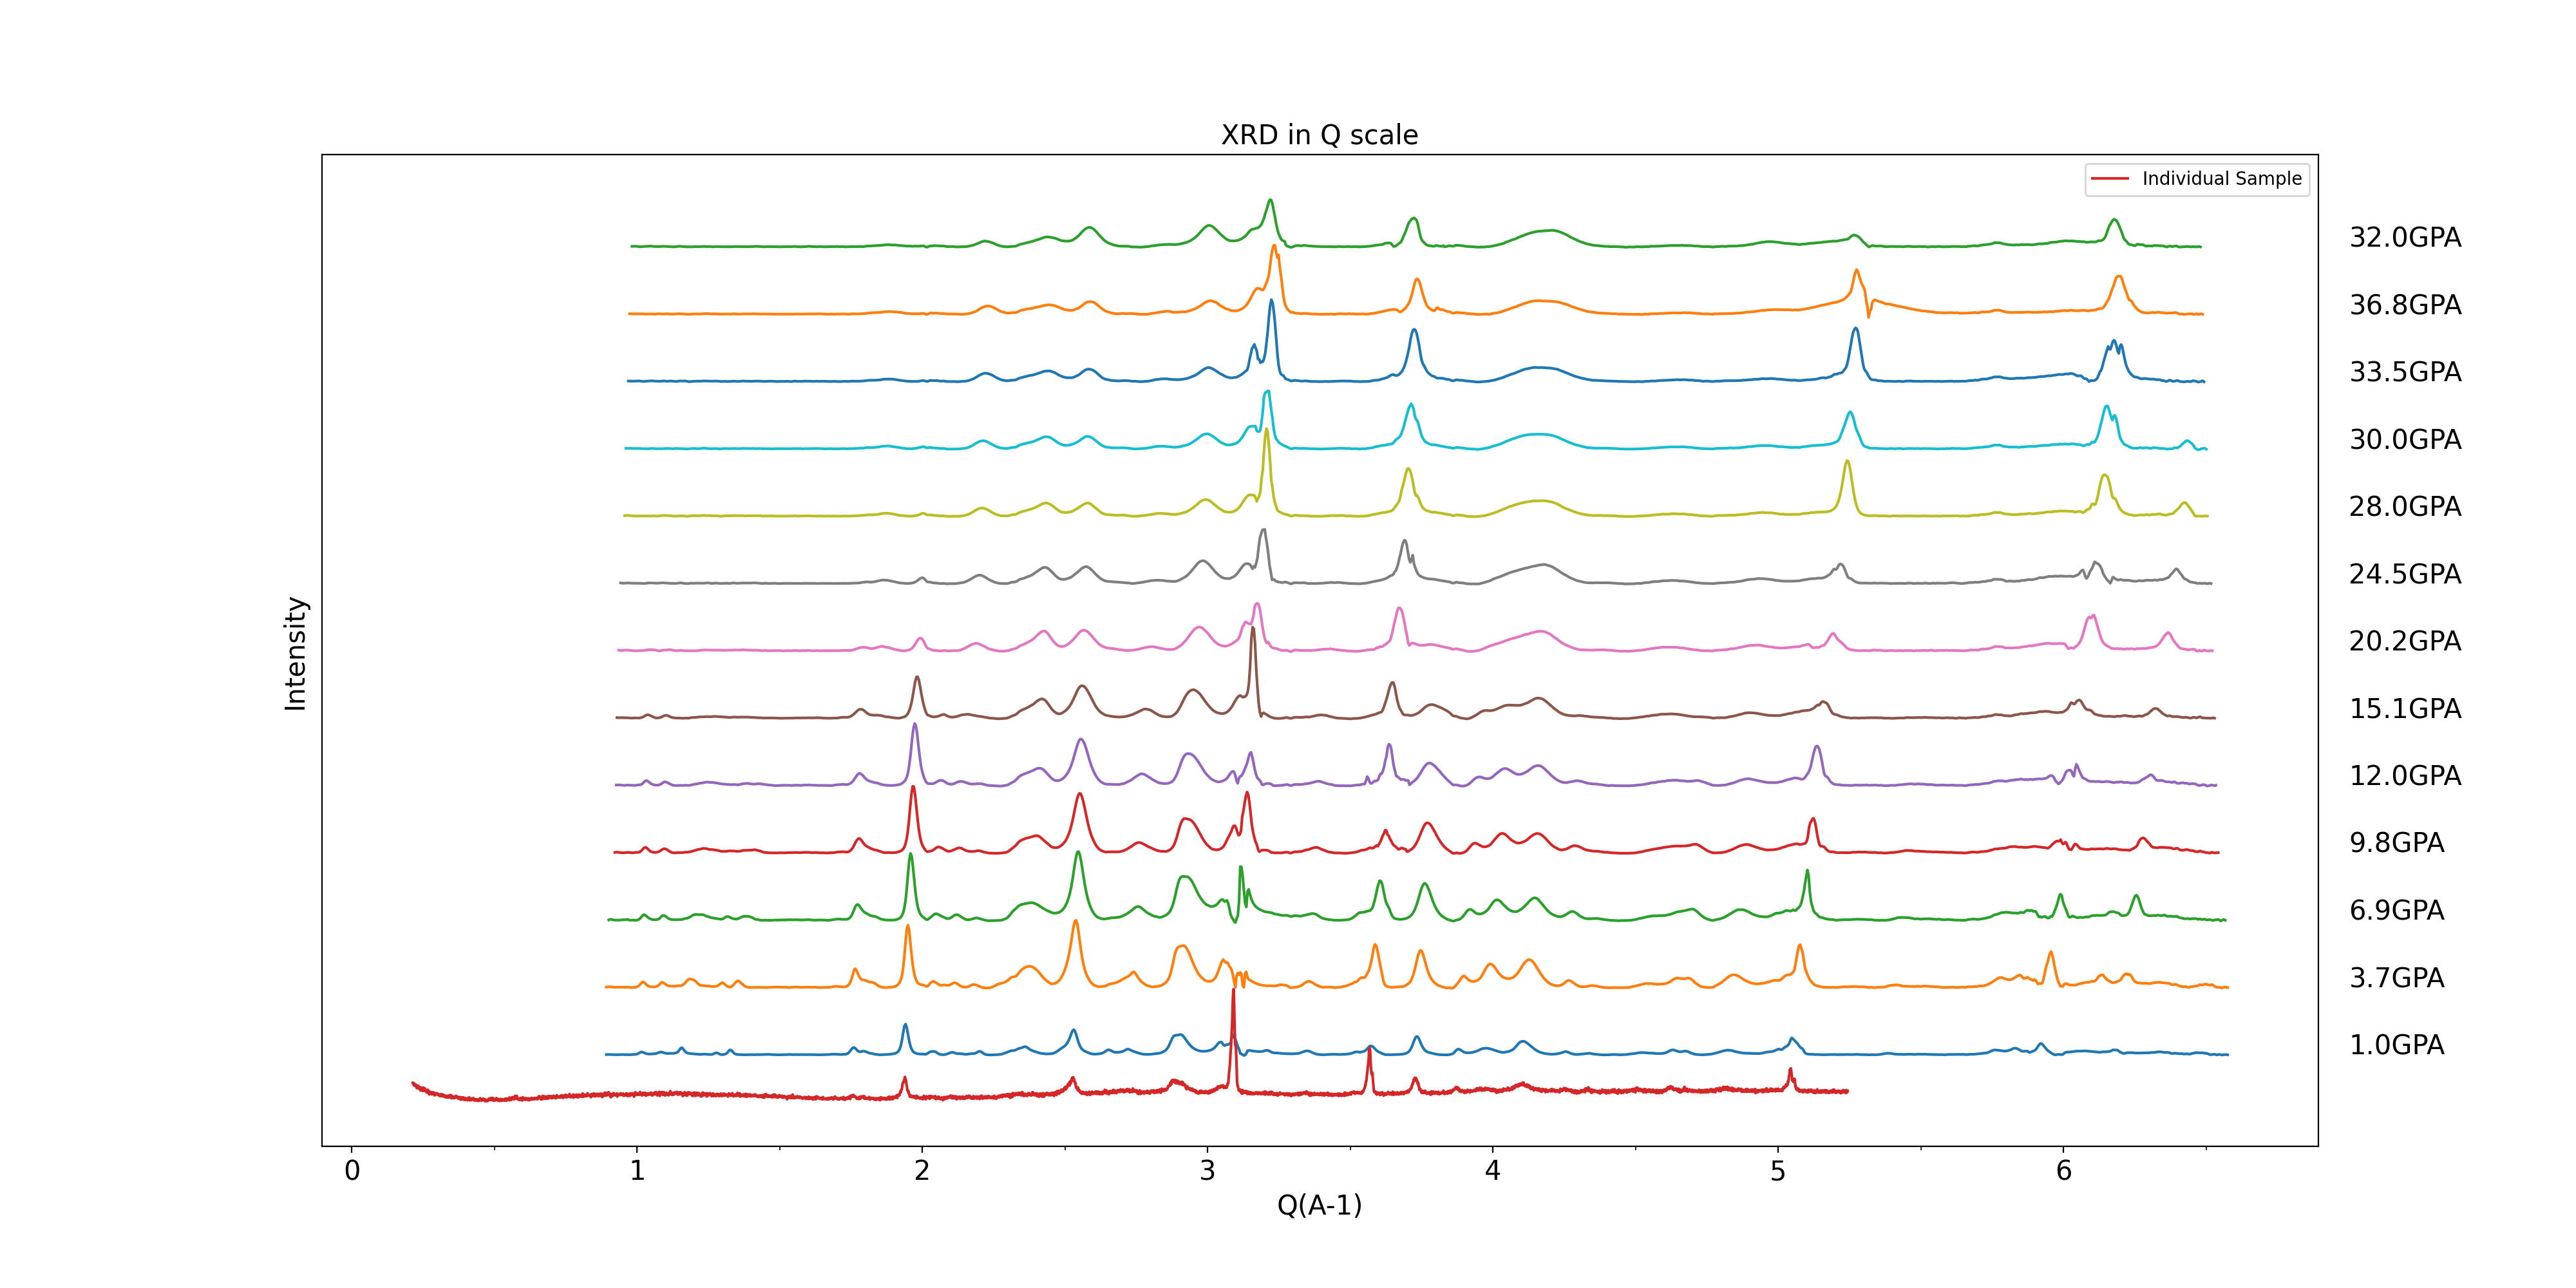 XRD in Q scale
Individual Sample
32.0GPA
36.8GPA
33.5GPA
30.0GPA
28.0GPA
24.5GPA
20.2GPA
15.1GPA
12.0GPA
9.8GPA
6.9GPA
3.7GPA
1.0GPA
Intensity
0 1 2 3 4 5 6
Q(A-1)